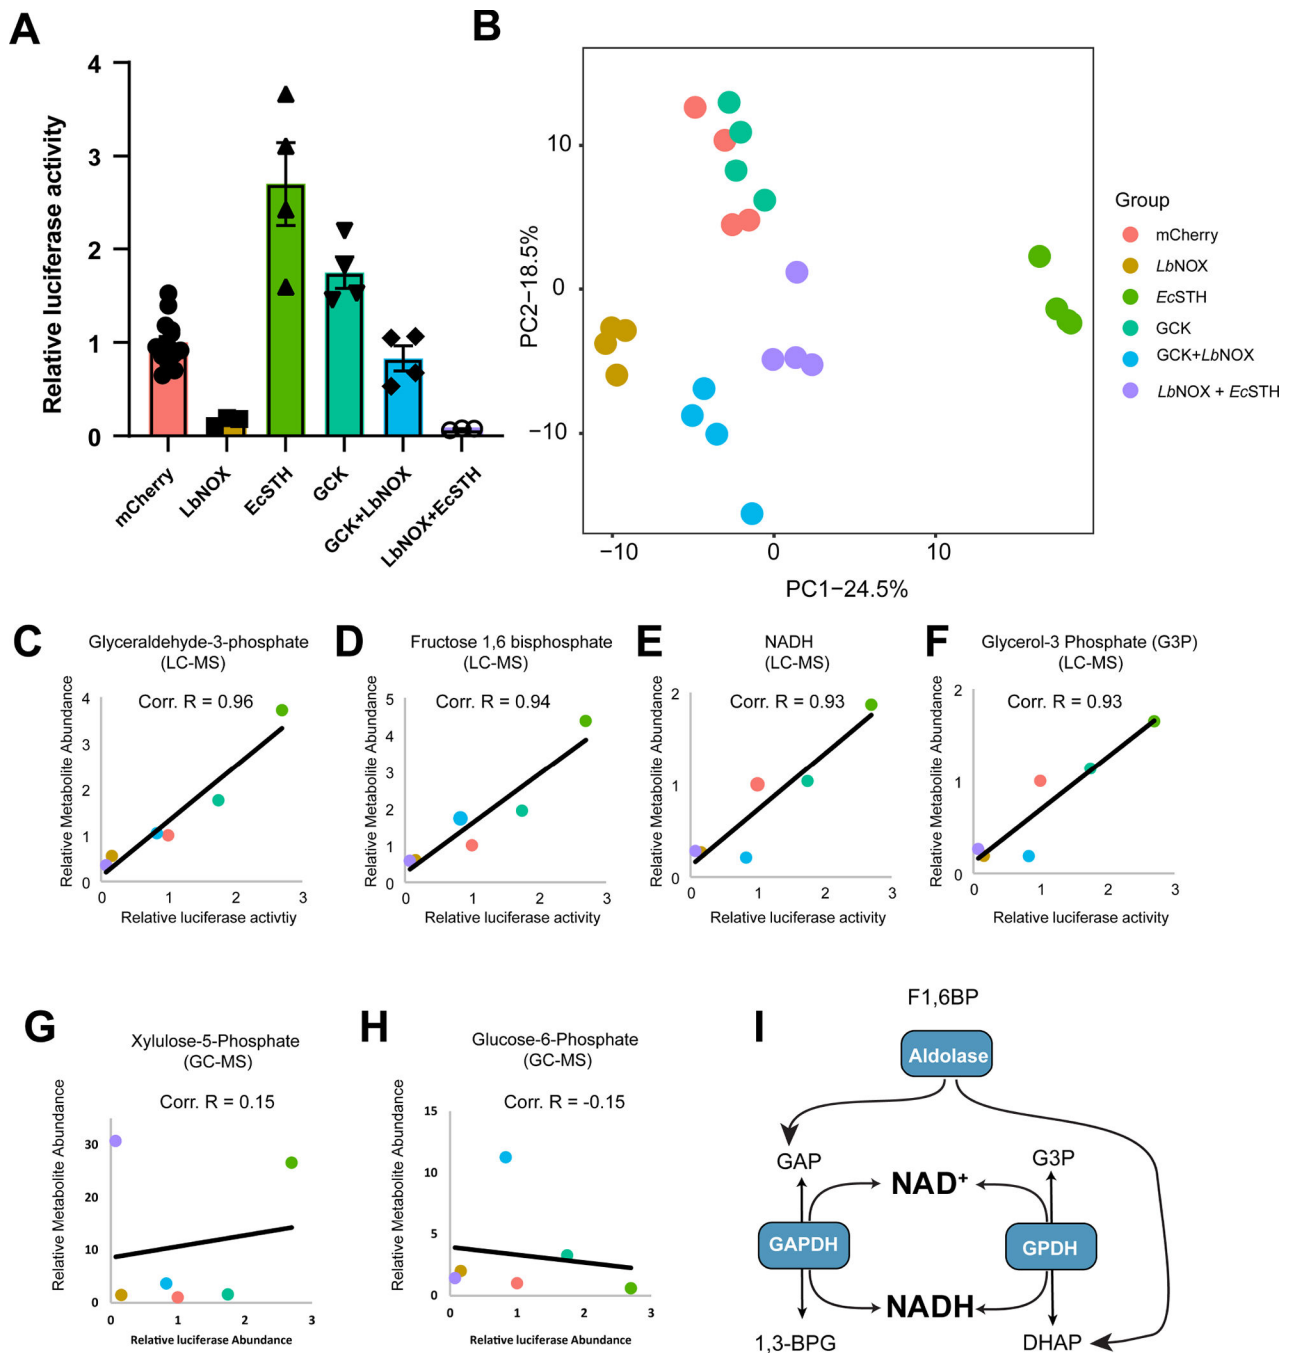 A
Relative luciferase activity
4
3
2
1
0
mCherry
LbNOX
EcSTH
GCK
GCK+LbNOX
LbNOX+EcSTH
B
PC2−18.5%
10
0
−10
−10
0
10
PC1−24.5%
Group
mCherry
LbNOX
EcSTH
GCK
GCK+LbNOX
LbNOX + EcSTH
C
Glyceraldehyde-3-phosphate
(LC-MS)
Corr. R = 0.96
Relative Metabolite Abundance
4
3
2
1
0
0
1
2
3
Relative luciferase activtiy
D
Fructose 1,6 bisphosphate
(LC-MS)
Corr. R = 0.94
Relative Metabolite Abundance
5
4
3
2
1
0
0
1
2
3
Relative luciferase activity
E
NADH
(LC-MS)
Corr. R = 0.93
Relative Metabolite Abundance
2
1
0
0
1
2
3
Relative luciferase activity
F
Glycerol-3 Phosphate (G3P)
(LC-MS)
Corr. R = 0.93
Relative Metabolite Abundance
2
1
0
0
1
2
3
Relative luciferase activity
G
Xylulose-5-Phosphate
(GC-MS)
Corr. R = 0.15
Relative Metabolite Abundance
30
20
10
0
0
1
2
3
Relative luciferase Abundance
H
Glucose-6-Phosphate
(GC-MS)
Corr. R = -0.15
Relative Metabolite Abundance
15
10
5
0
0
1
2
3
Relative luciferase Abundance
I
F1,6BP
Aldolase
GAP
G3P
NAD+
GAPDH
GPDH
NADH
1,3-BPG
DHAP